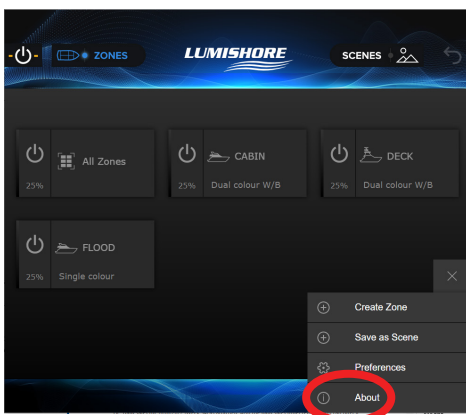 ZONES
LUMISHORE
SCENES
All Zones
25%
CABIN
25% Dual colour W/B
DECK
25% Dual colour W/B
FLOOD
25% Single colour
Create Zone
Save as Scene
Preferences
About